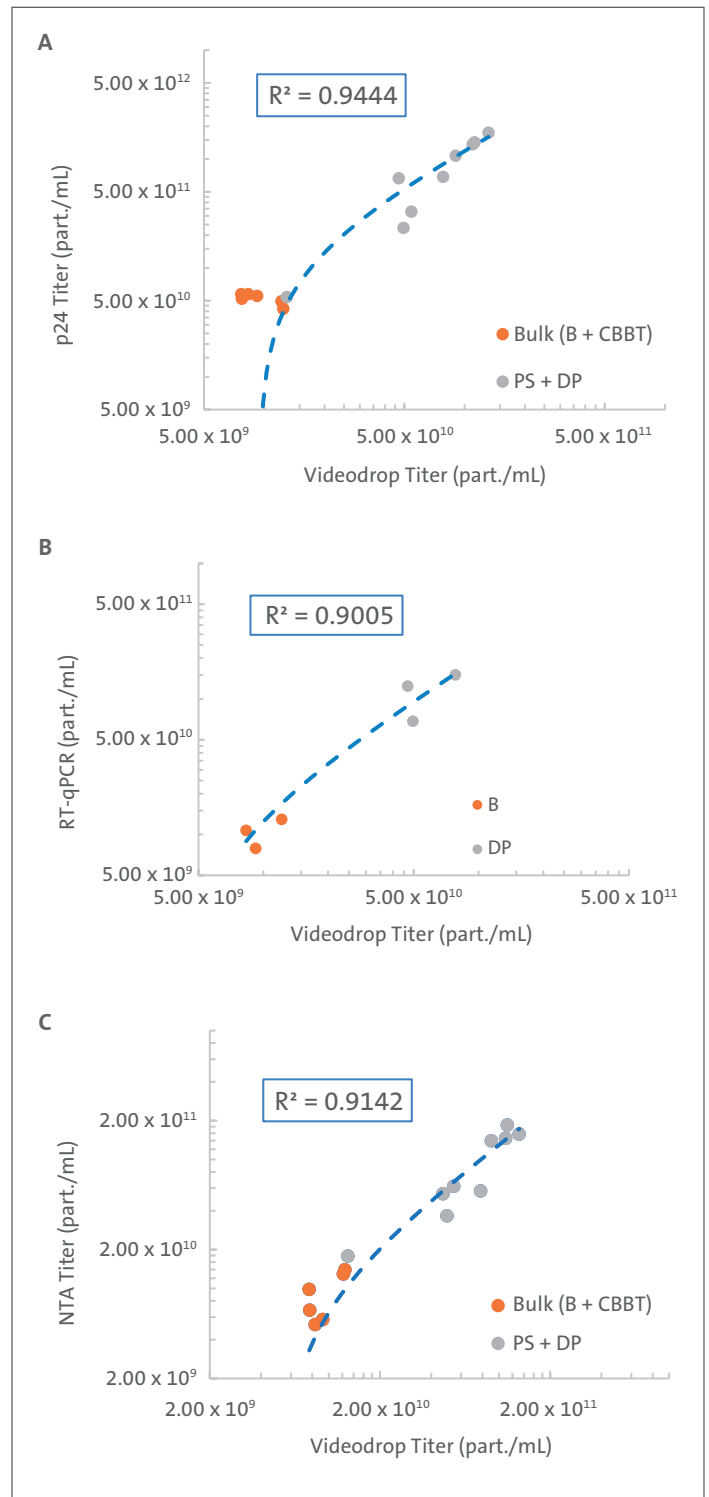 A
R² = 0.9444
5.00 x 10¹²
5.00 x 10¹¹
5.00 x 10¹⁰
5.00 x 10⁹
p24 Titer (part./mL)
Bulk (B + CBBT)
PS + DP
5.00 x 10⁹
5.00 x 10¹⁰
5.00 x 10¹¹
Videodrop Titer (part./mL)
B
R² = 0.9005
5.00 x 10¹¹
5.00 x 10¹⁰
5.00 x 10⁹
RT-qPCR (part./mL)
B
DP
5.00 x 10⁹
5.00 x 10¹⁰
5.00 x 10¹¹
Videodrop Titer (part./mL)
C
R² = 0.9142
2.00 x 10¹¹
2.00 x 10¹⁰
2.00 x 10⁹
NTA Titer (part./mL)
Bulk (B + CBBT)
PS + DP
2.00 x 10⁹
2.00 x 10¹⁰
2.00 x 10¹¹
Videodrop Titer (part./mL)